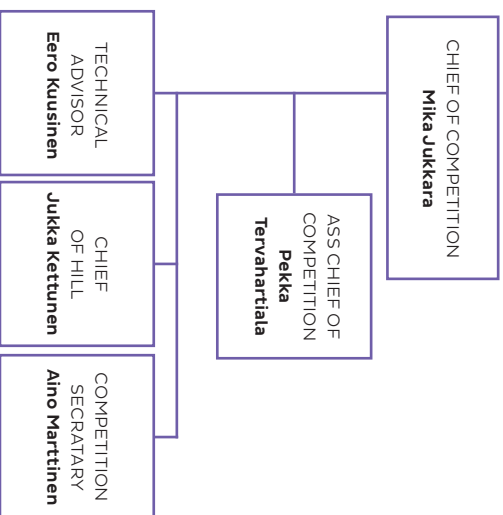 CHIEF OF COMPETITION
Mika Jukkara
ASS CHIEF OF
COMPETITION
Pekka
Tervahartiala
TECHNICAL
ADVISOR
Eero Kuusinen
CHIEF
OF HILL
Jukka Kettunen
COMPETITION
SECRATARY
Aino Marttinen